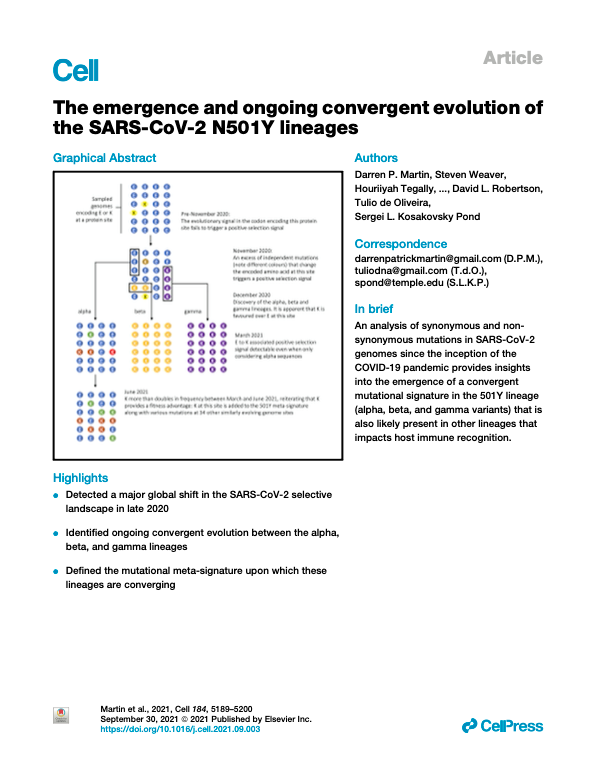 Article
Cell
The emergence and ongoing convergent evolution of
the SARS-CoV-2 N501Y lineages
Graphical Abstract
Sampled
genomes
encoding E or K
at a protein site
Pre-November 2020:
The evolutionary signal in the codon encoding this protein
site fails to trigger a positive selection signal
November 2020:
An excess of independent mutations
(note different colours) that change
the encoded amino acid at this site
triggers a positive selection signal
December 2020
Discovery of the alpha, beta and
gamma lineages. It is apparent that K is
favoured over E at this site
alpha
beta
gamma
March 2021
E to K associated positive selection
signal detectable even when only
considering alpha sequences
June 2021
K more than doubles in frequency between March and June 2021, reiterating that K
provides a fitness advantage: K at this site is added to the 501Y meta-signature
along with various mutations at 34 other similarly evolving genome sites
Authors
Darren P. Martin, Steven Weaver,
Houriiyah Tegally, ..., David L. Robertson,
Tulio de Oliveira,
Sergei L. Kosakovsky Pond
Correspondence
darrenpatrickmartin@gmail.com (D.P.M.),
tuliodna@gmail.com (T.d.O.),
spond@temple.edu (S.L.K.P.)
In brief
An analysis of synonymous and non-
synonymous mutations in SARS-CoV-2
genomes since the inception of the
COVID-19 pandemic provides insights
into the emergence of a convergent
mutational signature in the 501Y lineage
(alpha, beta, and gamma variants) that is
also likely present in other lineages that
impacts host immune recognition.
Highlights
● Detected a major global shift in the SARS-CoV-2 selective
landscape in late 2020
● Identified ongoing convergent evolution between the alpha,
beta, and gamma lineages
● Defined the mutational meta-signature upon which these
lineages are converging
Martin et al., 2021, Cell 184, 5189–5200
September 30, 2021 © 2021 Published by Elsevier Inc.
https://doi.org/10.1016/j.cell.2021.09.003
CellPress